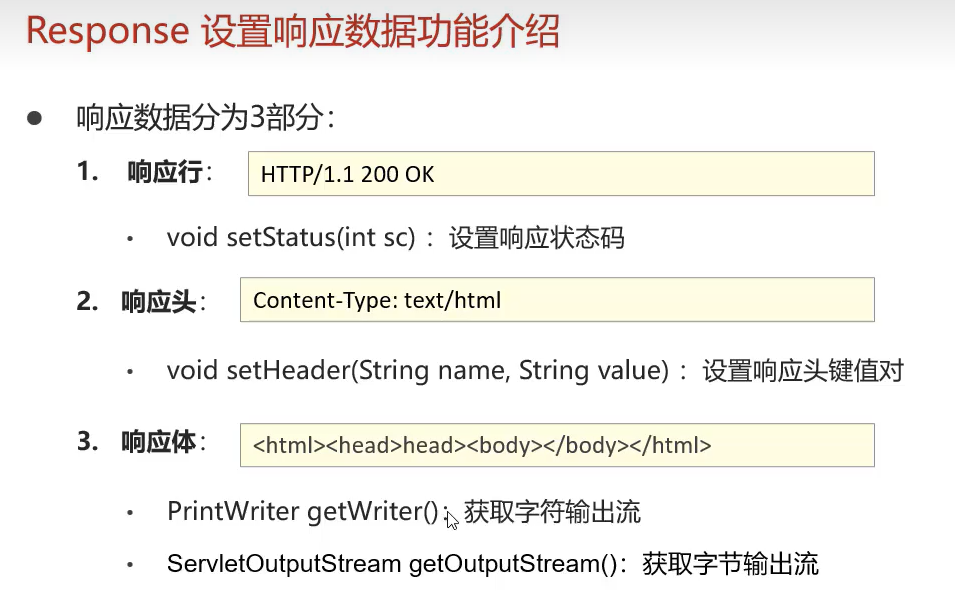 Response 设置响应数据功能介绍
● 响应数据分为3部分：
1. 响应行： HTTP/1.1 200 OK
• void setStatus(int sc) ：设置响应状态码
2. 响应头： Content-Type: text/html
• void setHeader(String name, String value) ：设置响应头键值对
3. 响应体： <html><head>head><body></body></html>
• PrintWriter getWriter()：获取字符输出流
• ServletOutputStream getOutputStream()：获取字节输出流